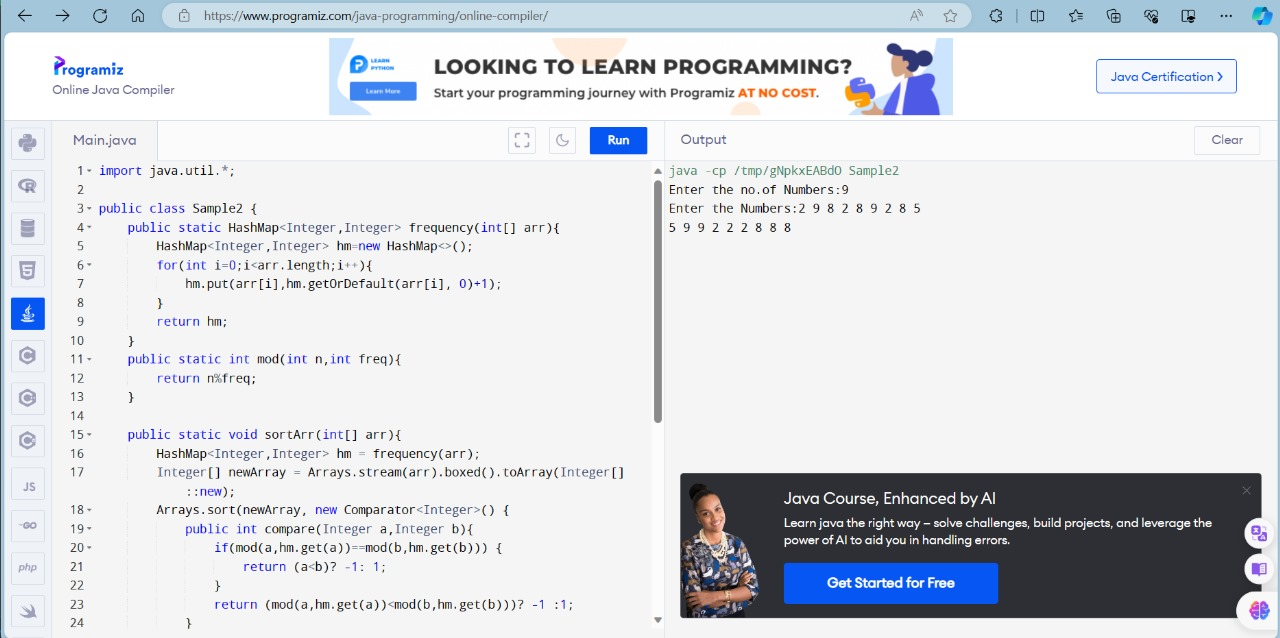 https://www.programiz.com/java-programming/online-compiler/
Programiz
Online Java Compiler
LEARN
PYTHON
Learn More
LOOKING TO LEARN PROGRAMMING?
Start your programming journey with Programiz AT NO COST.
Java Certification
Main.java
Run
Output
Clear
1 import java.util.*;
2
3 public class Sample2 {
4 public static HashMap<Integer,Integer> frequency(int[] arr){
5 HashMap<Integer,Integer> hm=new HashMap<>();
6 for(int i=0;i<arr.length;i++){
7 hm.put(arr[i],hm.getOrDefault(arr[i], 0)+1);
8 }
9 return hm;
10 }
11 public static int mod(int n,int freq){
12 return n%freq;
13 }
14
15 public static void sortArr(int[] arr){
16 HashMap<Integer,Integer> hm = frequency(arr);
17 Integer[] newArray = Arrays.stream(arr).boxed().toArray(Integer[]
::new);
18 Arrays.sort(newArray, new Comparator<Integer>() {
19 public int compare(Integer a,Integer b){
20 if(mod(a,hm.get(a))==mod(b,hm.get(b))) {
21 return (a<b)? -1: 1;
22 }
23 return (mod(a,hm.get(a))<mod(b,hm.get(b)))? -1 :1;
24 }
JS
GO
php
java -cp /tmp/gNpkxEABdO Sample2
Enter the no.of Numbers:9
Enter the Numbers:2 9 8 2 8 9 2 8 5
5 9 9 2 2 2 8 8 8
Java Course, Enhanced by AI
Learn java the right way – solve challenges, build projects, and leverage the
power of AI to aid you in handling errors.
Get Started for Free